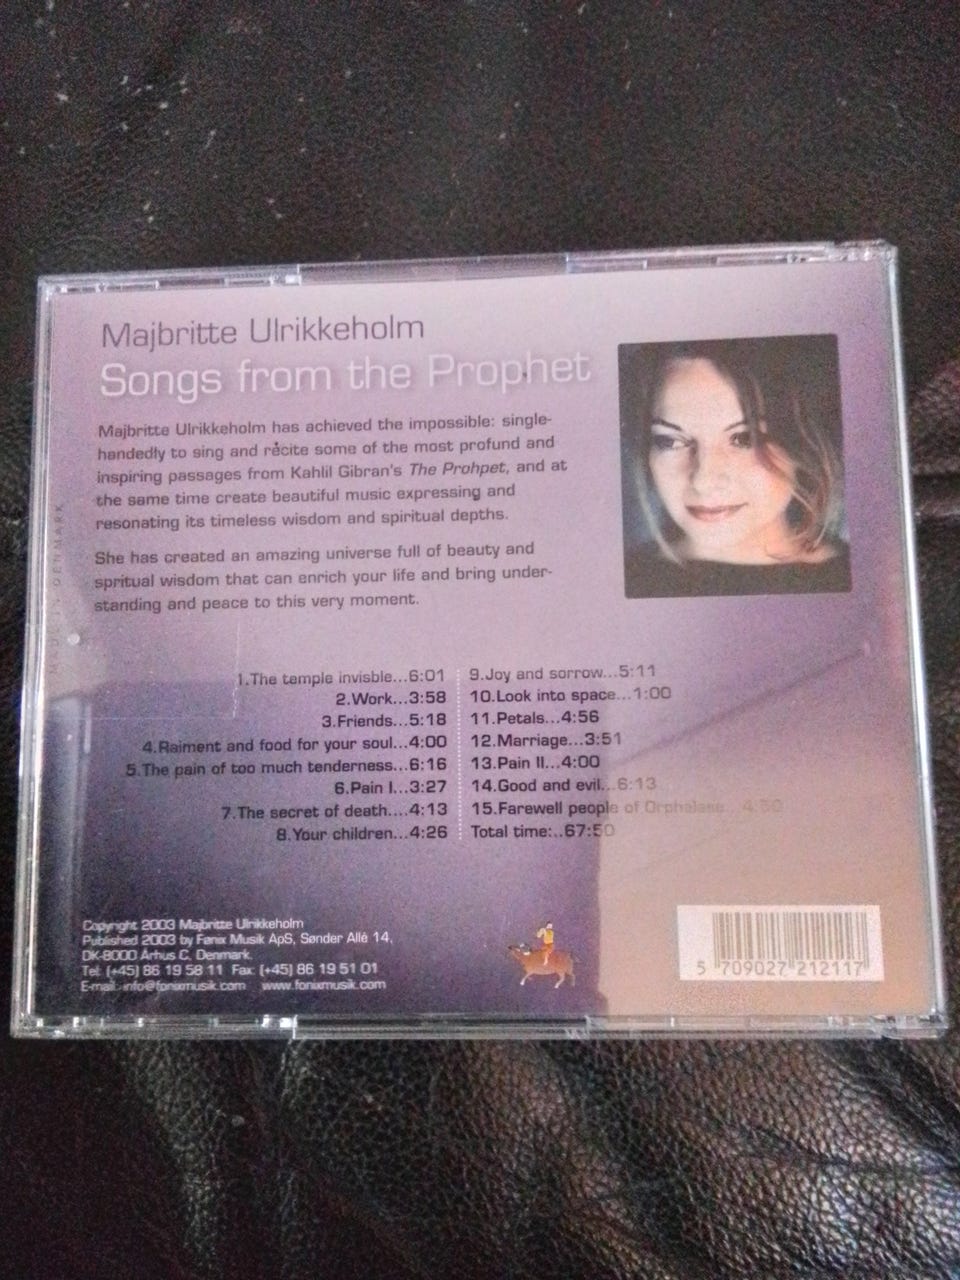 Majbritte Ulrikkeholm
Songs from the Prophet
Majbritte Ulrikkeholm has achieved the impossible: single-
handedly to sing and recite some of the most profund and
inspiring passages from Kahlil Gibran's The Prohpet, and at
the same time create beautiful music expressing and
resonating its timeless wisdom and spiritual depths.
She has created an amazing universe full of beauty and
spritual wisdom that can enrich your life and bring under-
standing and peace to this very moment.
1.The temple invisble...6:01
2.Work...3:58
3.Friends...5:18
4.Raiment and food for your soul...4:00
5.The pain of too much tenderness...6:16
6.Pain I...3:27
7.The secret of death....4:13
8.Your children...4:26
9.Joy and sorrow...5:11
10.Look into space...1:00
11.Petals...4:56
12.Marriage...3:51
13.Pain II...4:00
14.Good and evil...6:13
15.Farewell people of Orphalese...4:50
Total time:..67:50
Copyright 2003 Majbritte Ulrikkeholm
Published 2003 by Fønix Musik ApS, Sønder Allé 14,
DK-8000 Århus C, Denmark.
Tel: (+45) 86 19 58 11 Fax: (+45) 86 19 51 01
E-mail: info@fonixmusik.com www.fonixmusik.com
5 709027 212117
MADE IN DENMARK